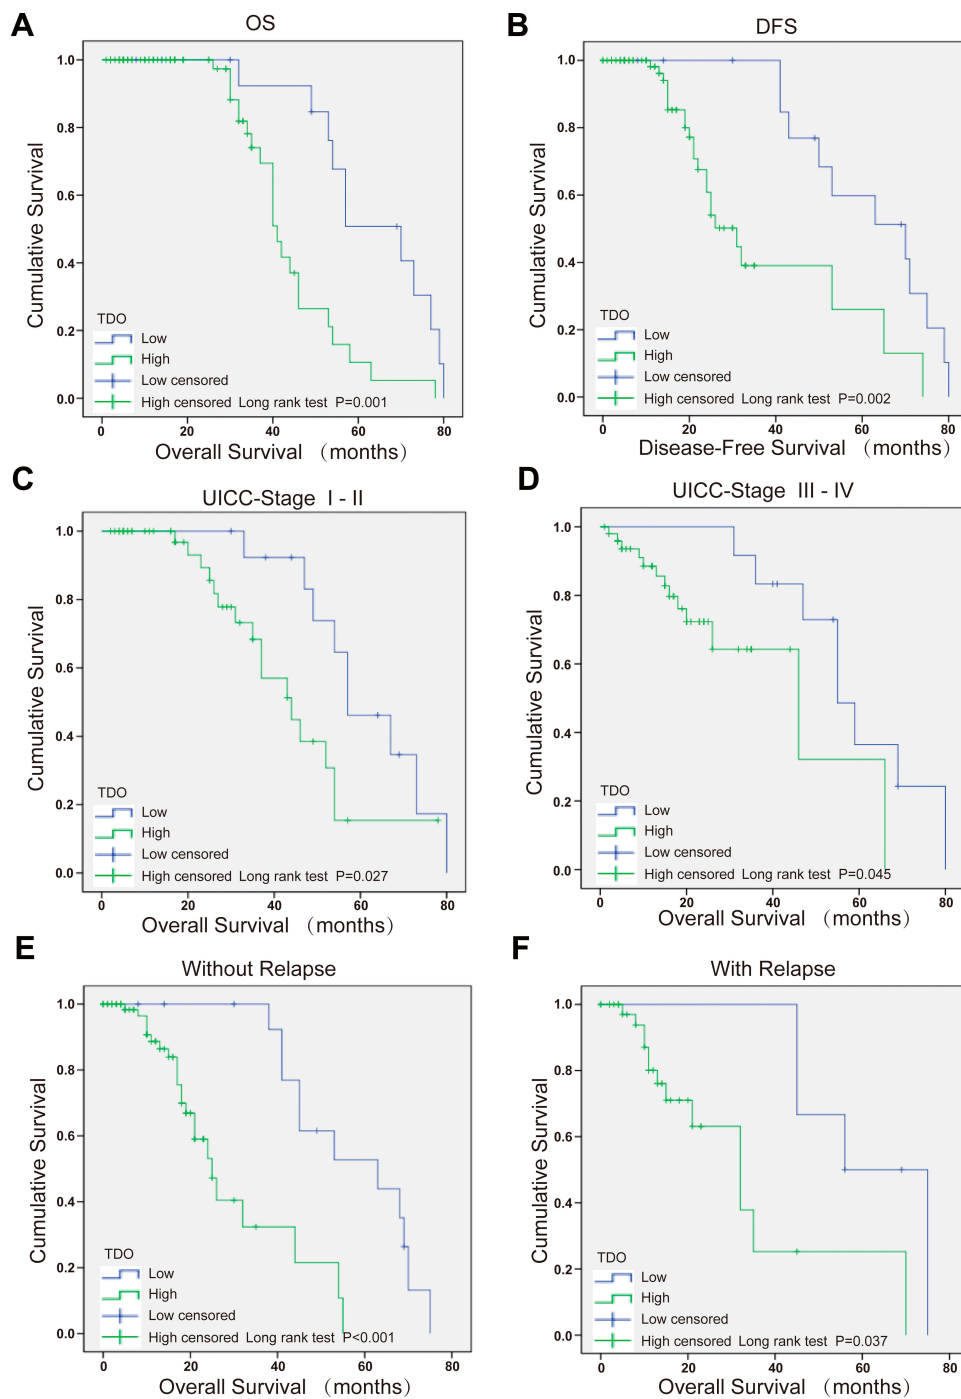 A
OS
Cumulative Survival
1.0
0.8
0.6
0.4
0.2
0.0
TDO
Low
High
Low censored
High censored Long rank test P=0.001
0 20 40 60 80
Overall Survival （months）
B
DFS
Cumulative Survival
1.0
0.8
0.6
0.4
0.2
0.0
TDO
Low
High
Low censored
High censored Long rank test P=0.002
0 20 40 60 80
Disease-Free Survival （months）
C
UICC-Stage I - II
Cumulative Survival
1.0
0.8
0.6
0.4
0.2
0.0
TDO
Low
High
Low censored
High censored Long rank test P=0.027
0 20 40 60 80
Overall Survival （months）
D
UICC-Stage III - IV
Cumulative Survival
1.0
0.8
0.6
0.4
0.2
0.0
TDO
Low
High
Low censored
High censored Long rank test P=0.045
0 20 40 60 80
Overall Survival （months）
E
Without Relapse
Cumulative Survival
1.0
0.8
0.6
0.4
0.2
0.0
TDO
Low
High
Low censored
High censored Long rank test P<0.001
0 20 40 60 80
Overall Survival （months）
F
With Relapse
Cumulative Survival
1.0
0.8
0.6
0.4
0.2
0.0
TDO
Low
High
Low censored
High censored Long rank test P=0.037
0 20 40 60 80
Overall Survival （months）